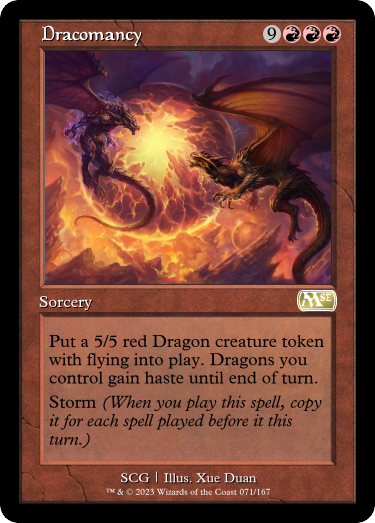 Dracomancy 9
Sorcery
MSE
Put a 5/5 red Dragon creature token
with flying into play. Dragons you
control gain haste until end of turn.
Storm (When you play this spell, copy
it for each spell played before it this
turn.)
SCG | Illus. Xue Duan
™ & © 2023 Wizards of the Coast 071/167